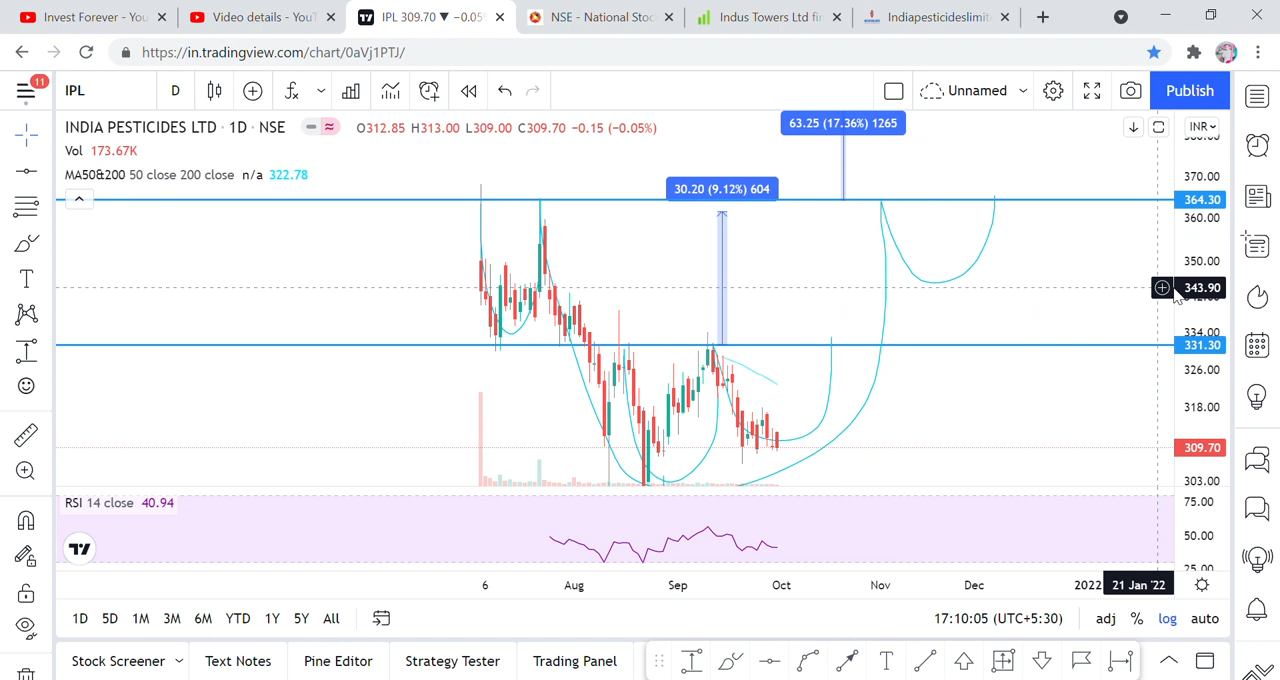 Invest Forever - You
Video details - YouT
IPL 309.70 ▼ −0.05
NSE - National Stoc
Indus Towers Ltd fir
Indiapesticideslimit
https://in.tradingview.com/chart/0aVj1PTJ/
11
IPL
D
Unnamed
Publish
INDIA PESTICIDES LTD · 1D · NSE
O312.85 H313.00 L309.00 C309.70 −0.15 (−0.05%)
63.25 (17.36%) 1265
INR
Vol 173.67K
MA50&200 50 close 200 close n/a 322.78
30.20 (9.12%) 604
370.00
364.30
360.00
350.00
343.90
334.00
331.30
326.00
318.00
309.70
303.00
RSI 14 close 40.94
75.00
50.00
25.00
6
Aug
Sep
Oct
Nov
Dec
2022
21 Jan '22
1D 5D 1M 3M 6M YTD 1Y 5Y All
17:10:05 (UTC+5:30)
adj % log auto
Stock Screener
Text Notes
Pine Editor
Strategy Tester
Trading Panel